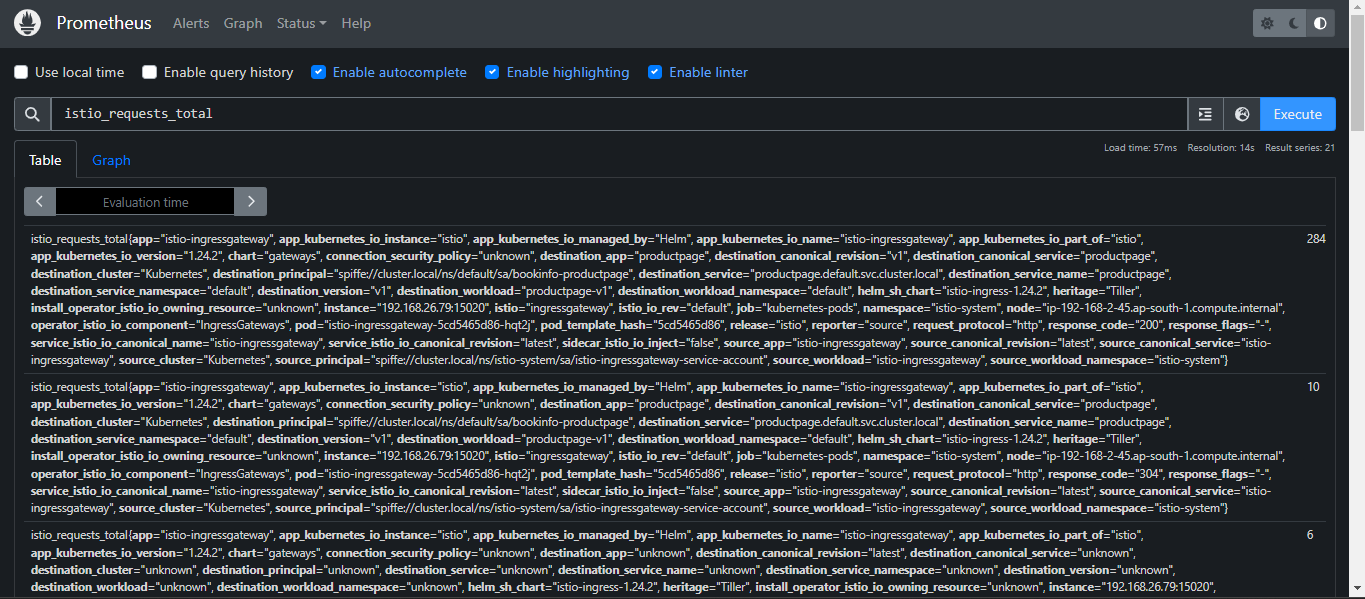 Prometheus Alerts Graph Status Help
Use local time Enable query history Enable autocomplete Enable highlighting Enable linter
istio_requests_total Execute
Load time: 57ms Resolution: 14s Result series: 21
Table Graph
Evaluation time
istio_requests_total{app="istio-ingressgateway", app_kubernetes_io_instance="istio", app_kubernetes_io_managed_by="Helm", app_kubernetes_io_name="istio-ingressgateway", app_kubernetes_io_part_of="istio", 284
app_kubernetes_io_version="1.24.2", chart="gateways", connection_security_policy="unknown", destination_app="productpage", destination_canonical_revision="v1", destination_canonical_service="productpage",
destination_cluster="Kubernetes", destination_principal="spiffe://cluster.local/ns/default/sa/bookinfo-productpage", destination_service="productpage.default.svc.cluster.local", destination_service_name="productpage",
destination_service_namespace="default", destination_version="v1", destination_workload="productpage-v1", destination_workload_namespace="default", helm_sh_chart="istio-ingress-1.24.2", heritage="Tiller",
install_operator_istio_io_owning_resource="unknown", instance="192.168.26.79:15020", istio="ingressgateway", istio_io_rev="default", job="kubernetes-pods", namespace="istio-system", node="ip-192-168-2-45.ap-south-1.compute.internal",
operator_istio_io_component="IngressGateways", pod="istio-ingressgateway-5cd5465d86-hqt2j", pod_template_hash="5cd5465d86", release="istio", reporter="source", request_protocol="http", response_code="200", response_flags="-",
service_istio_io_canonical_name="istio-ingressgateway", service_istio_io_canonical_revision="latest", sidecar_istio_io_inject="false", source_app="istio-ingressgateway", source_canonical_revision="latest", source_canonical_service="istio-
ingressgateway", source_cluster="Kubernetes", source_principal="spiffe://cluster.local/ns/istio-system/sa/istio-ingressgateway-service-account", source_workload="istio-ingressgateway", source_workload_namespace="istio-system"}
istio_requests_total{app="istio-ingressgateway", app_kubernetes_io_instance="istio", app_kubernetes_io_managed_by="Helm", app_kubernetes_io_name="istio-ingressgateway", app_kubernetes_io_part_of="istio", 10
app_kubernetes_io_version="1.24.2", chart="gateways", connection_security_policy="unknown", destination_app="productpage", destination_canonical_revision="v1", destination_canonical_service="productpage",
destination_cluster="Kubernetes", destination_principal="spiffe://cluster.local/ns/default/sa/bookinfo-productpage", destination_service="productpage.default.svc.cluster.local", destination_service_name="productpage",
destination_service_namespace="default", destination_version="v1", destination_workload="productpage-v1", destination_workload_namespace="default", helm_sh_chart="istio-ingress-1.24.2", heritage="Tiller",
install_operator_istio_io_owning_resource="unknown", instance="192.168.26.79:15020", istio="ingressgateway", istio_io_rev="default", job="kubernetes-pods", namespace="istio-system", node="ip-192-168-2-45.ap-south-1.compute.internal",
operator_istio_io_component="IngressGateways", pod="istio-ingressgateway-5cd5465d86-hqt2j", pod_template_hash="5cd5465d86", release="istio", reporter="source", request_protocol="http", response_code="304", response_flags="-",
service_istio_io_canonical_name="istio-ingressgateway", service_istio_io_canonical_revision="latest", sidecar_istio_io_inject="false", source_app="istio-ingressgateway", source_canonical_revision="latest", source_canonical_service="istio-
ingressgateway", source_cluster="Kubernetes", source_principal="spiffe://cluster.local/ns/istio-system/sa/istio-ingressgateway-service-account", source_workload="istio-ingressgateway", source_workload_namespace="istio-system"}
istio_requests_total{app="istio-ingressgateway", app_kubernetes_io_instance="istio", app_kubernetes_io_managed_by="Helm", app_kubernetes_io_name="istio-ingressgateway", app_kubernetes_io_part_of="istio", 6
app_kubernetes_io_version="1.24.2", chart="gateways", connection_security_policy="unknown", destination_app="unknown", destination_canonical_revision="latest", destination_canonical_service="unknown",
destination_cluster="unknown", destination_principal="unknown", destination_service="unknown", destination_service_name="unknown", destination_service_namespace="unknown", destination_version="unknown",
destination_workload="unknown", destination_workload_namespace="unknown", helm_sh_chart="istio-ingress-1.24.2", heritage="Tiller", install_operator_istio_io_owning_resource="unknown", instance="192.168.26.79:15020",